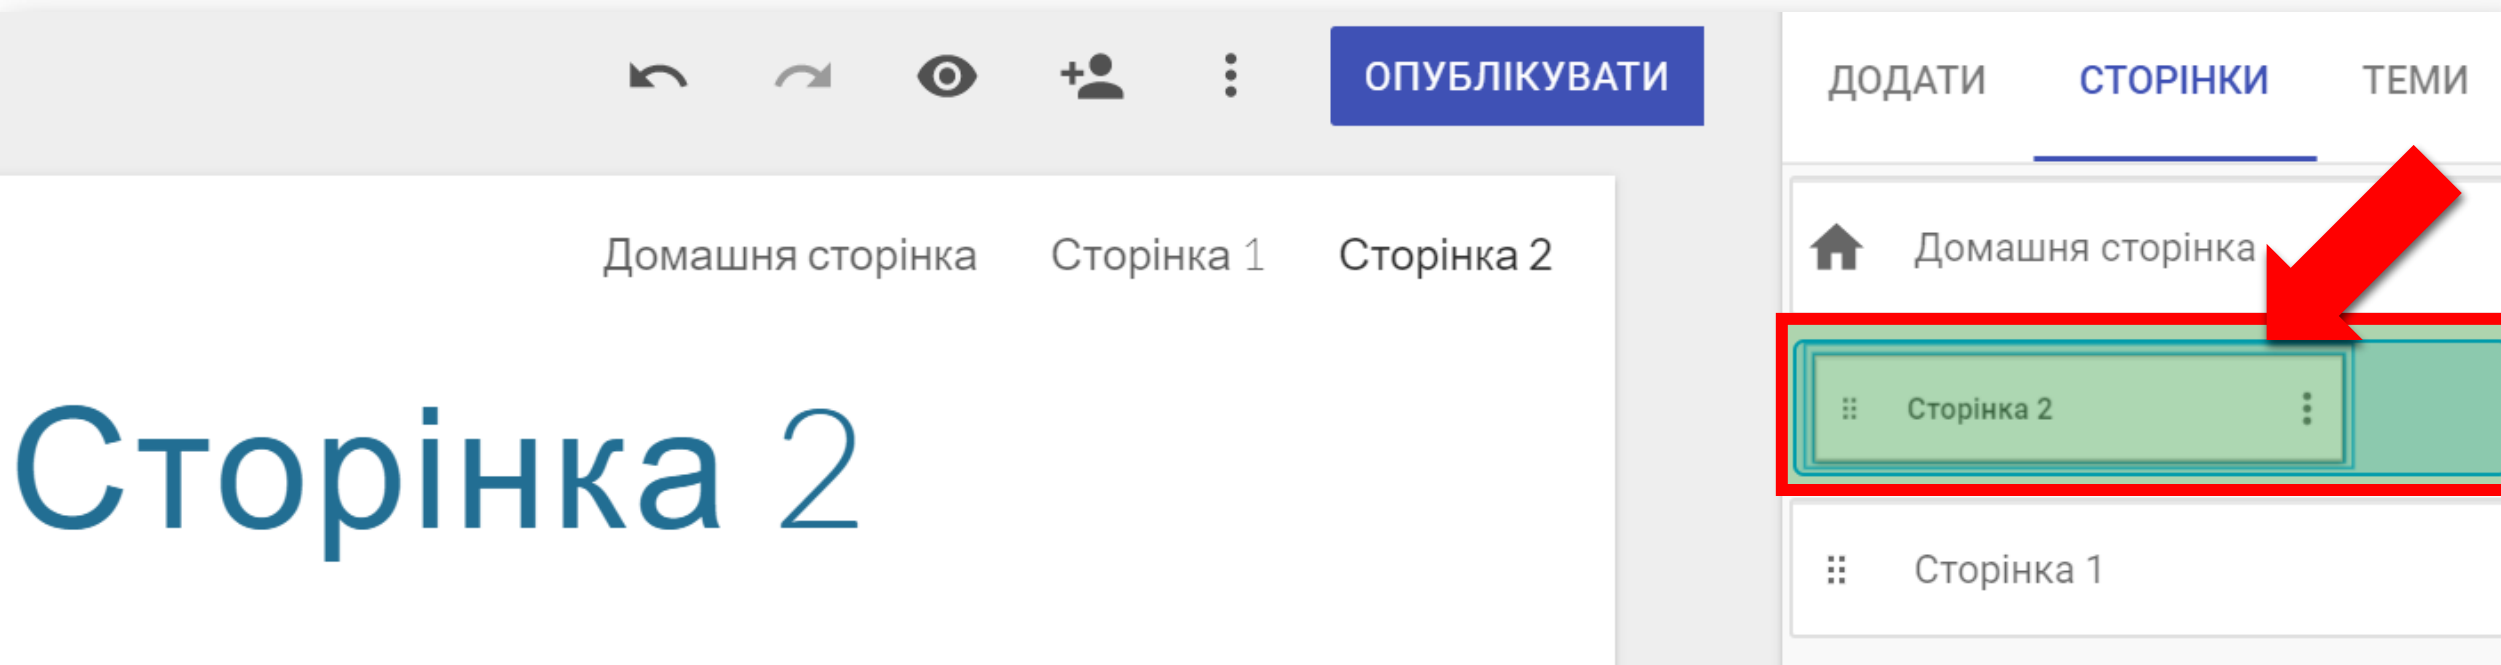 ОПУБЛІКУВАТИ
ДОДАТИ СТОРІНКИ ТЕМИ
Домашня сторінка Сторінка 1 Сторінка 2
Сторінка 2
Домашня сторінка
Сторінка 2
Сторінка 1